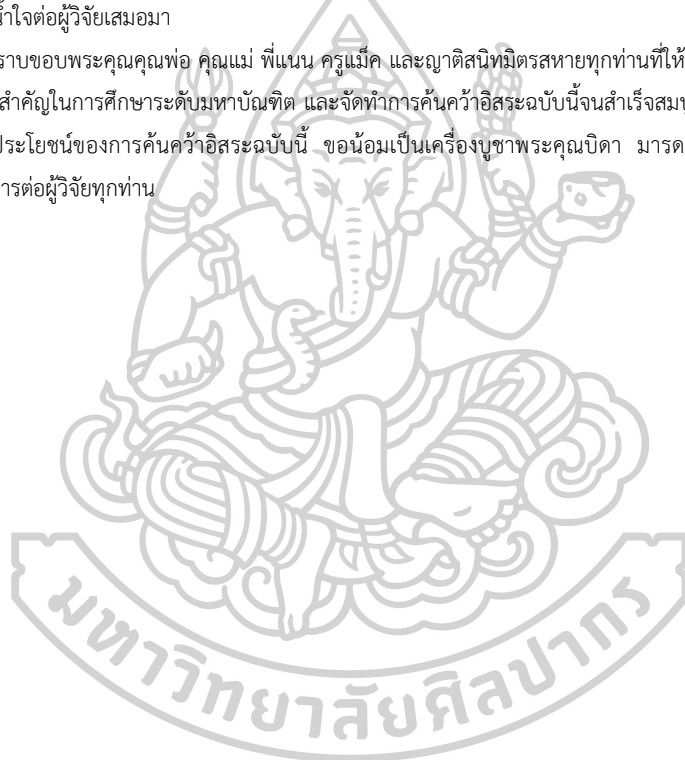 น้ำใจต่อผู้วิจัยเสมอมา
ราบขอบพระคุณคุณพ่อ คุณแม่ พี่แนน ครูแม็ค และญาติสนิทมิตรสหายทุกท่านที่ให้
สำคัญในการศึกษาระดับมหาบัณฑิต และจัดทำการค้นคว้าอิสระฉบับนี้จนสำเร็จสมบู
ประโยชน์ของการค้นคว้าอิสระฉบับนี้ ขอน้อมเป็นเครื่องบูชาพระคุณบิดา มารด
การต่อผู้วิจัยทุกท่าน
มหาวิทยาลัยศิลปากร